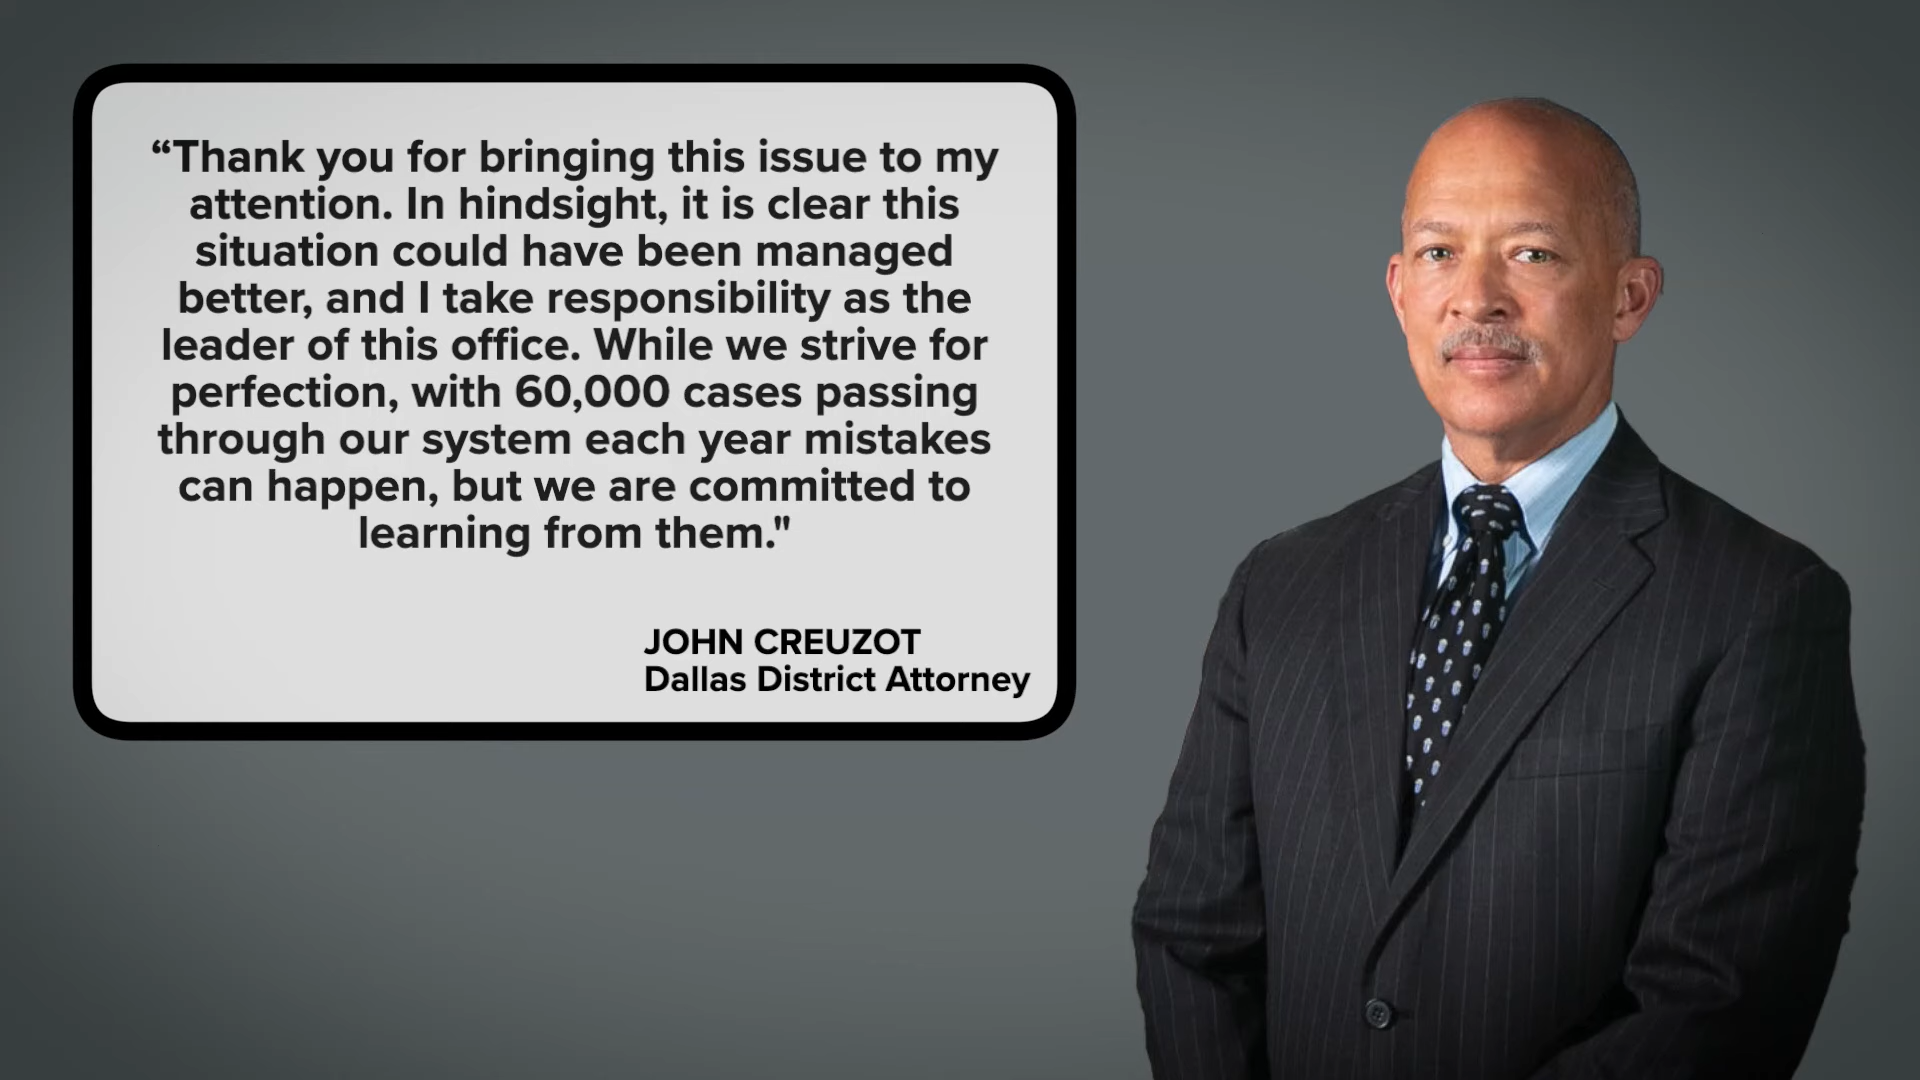 “Thank you for bringing this issue to my
attention. In hindsight, it is clear this
situation could have been managed
better, and I take responsibility as the
leader of this office. While we strive for
perfection, with 60,000 cases passing
through our system each year mistakes
can happen, but we are committed to
learning from them."
JOHN CREUZOT
Dallas District Attorney